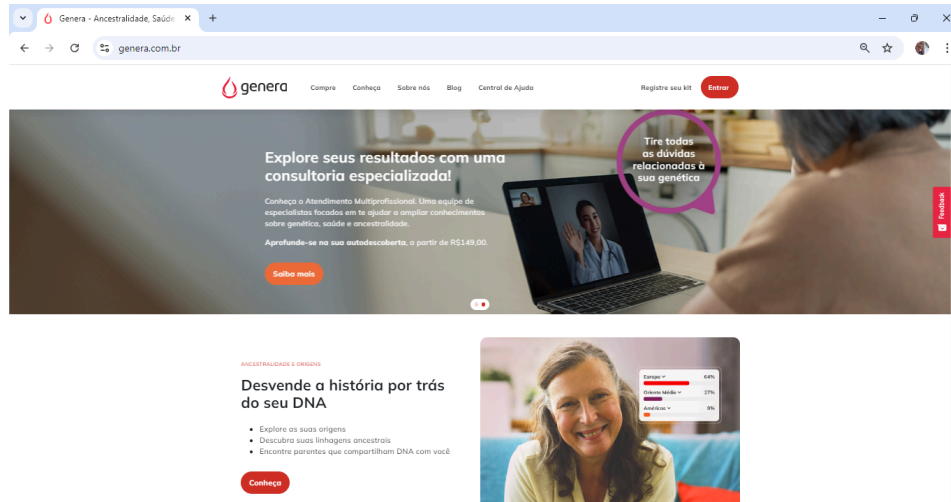 Genera - Ancestralidade, Saúde
genera.com.br
genera
Compre Conheça Sobre nós Blog Central de Ajuda Registre seu kit Entrar
Explore seus resultados com uma
consultoria especializada!
Conheça o Atendimento Multiprofissional. Uma equipe de
especialistas focados em te ajudar a ampliar conhecimentos
sobre genética, saúde e ancestralidade.
Aprofunde-se na sua autodescoberta, a partir de R$149,00.
Saiba mais
Tire todas
as dúvidas
relacionadas à
sua genética
Feedback
ANCESTRALIDADE E ORIGENS
Desvende a história por trás
do seu DNA
Explore as suas origens
Descubra suas linhagens ancestrais
Encontre parentes que compartilham DNA com você
Conheça
Europa 64%
Oriente Médio 27%
Américas 9%